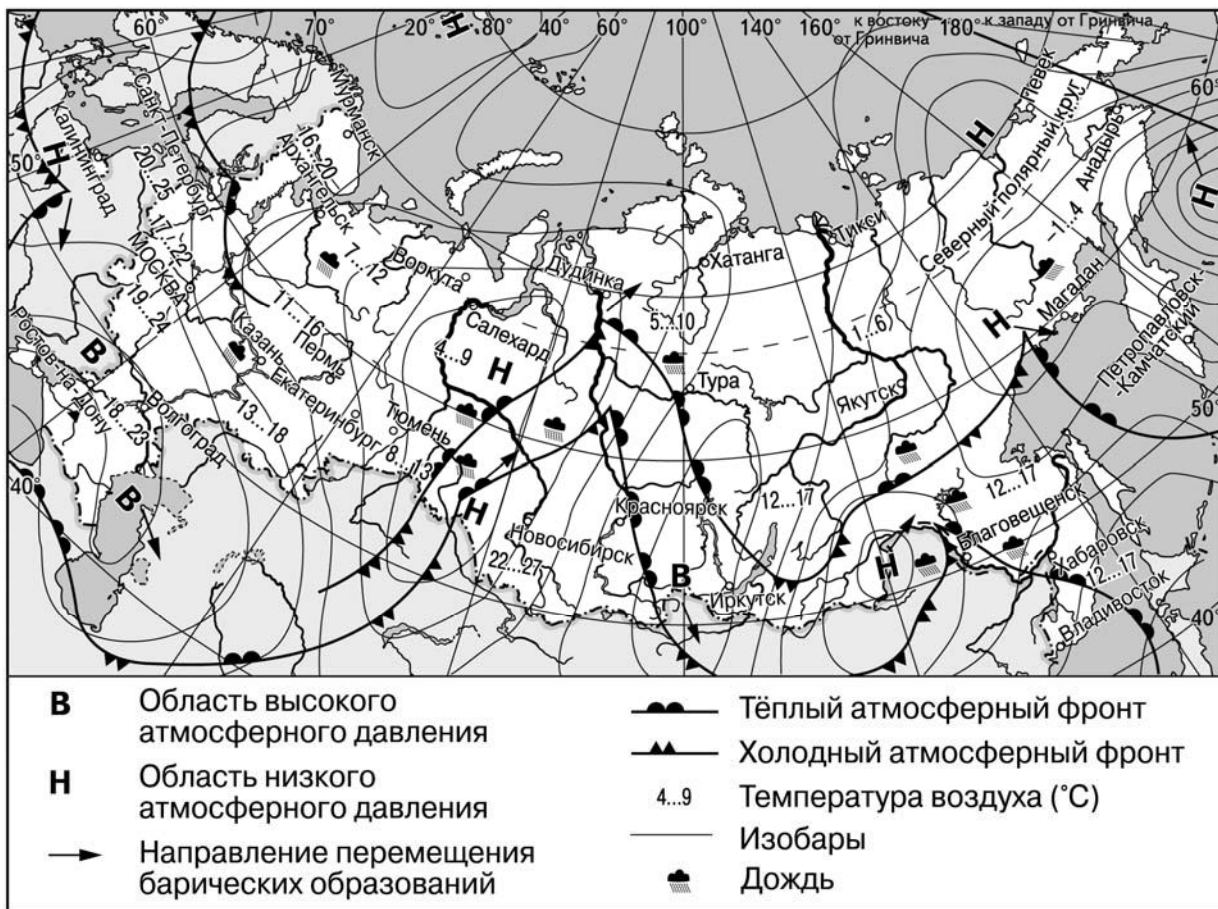 60°
70°
20°
40
60
100°
140
160°
180°
к востоку
от Гринвича
к западу от Гринвича
Н
Н
60°
50°
40°
50°
40°
Мурманск
Санкт-Петербург
Калининград
Н
20...25
16...20
Архангельск
17...22
МОСКВА
19...24
7...12
Воркута
Дудинка
Хатанга
Тикси
Певек
Северный полярный круг
Анадырь
Н
Н
–1...4
Магадан
Петропавловск-
-Камчатский
В
Ростов-на-Дону
Волгоград
18...23
Казань
11...16
Пермь
Екатеринбург
13...18
Тюмень
8...13
Салехард
4...9
Н
5...10
Тура
1...6
Якутск
Н
В
Н
Новосибирск
22...27
Красноярск
В
Иркутск
12...17
Н
12...17
Благовещенск
Хабаровск
12...17
Владивосток
В Область высокого
атмосферного давления
Н Область низкого
атмосферного давления
Направление перемещения
барических образований
Тёплый атмосферный фронт
Холодный атмосферный фронт
4...9 Температура воздуха (°С)
Изобары
Дождь